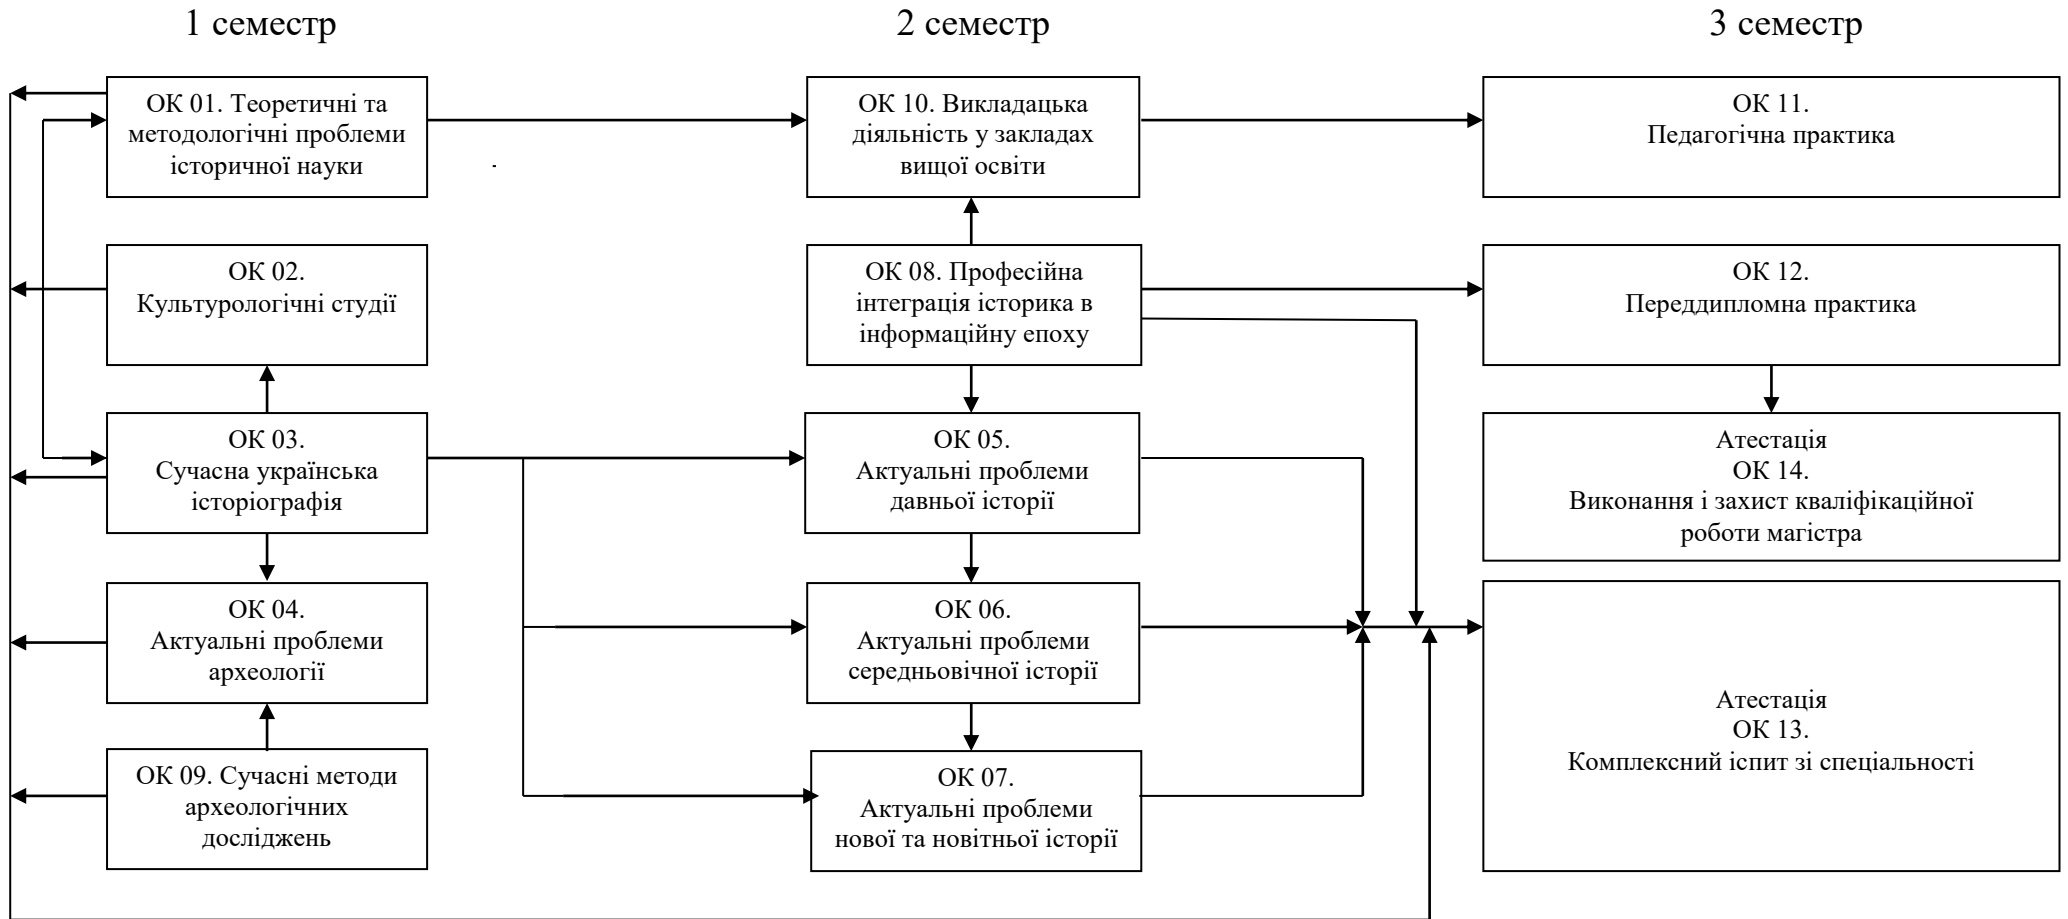 1 семестр
2 семестр
3 семестр
ОК 01. Теоретичні та
методологічні проблеми
історичної науки
ОК 10. Викладацька
діяльність у закладах
вищої освіти
ОК 11.
Педагогічна практика
-
ОК 02.
Культурологічні студії
ОК 08. Професійна
інтеграція історика в
інформаційну епоху
ОК 12.
Переддипломна практика
ОК 03.
Сучасна українська
історіографія
ОК 05.
Актуальні проблеми
давньої історії
Атестація
ОК 14.
Виконання і захист кваліфікаційної
роботи магістра
ОК 04.
Актуальні проблеми
археології
ОК 06.
Актуальні проблеми
середньовічної історії
Атестація
ОК 13.
Комплексний іспит зі спеціальності
ОК 09. Сучасні методи
археологічних
досліджень
ОК 07.
Актуальні проблеми
нової та новітньої історії